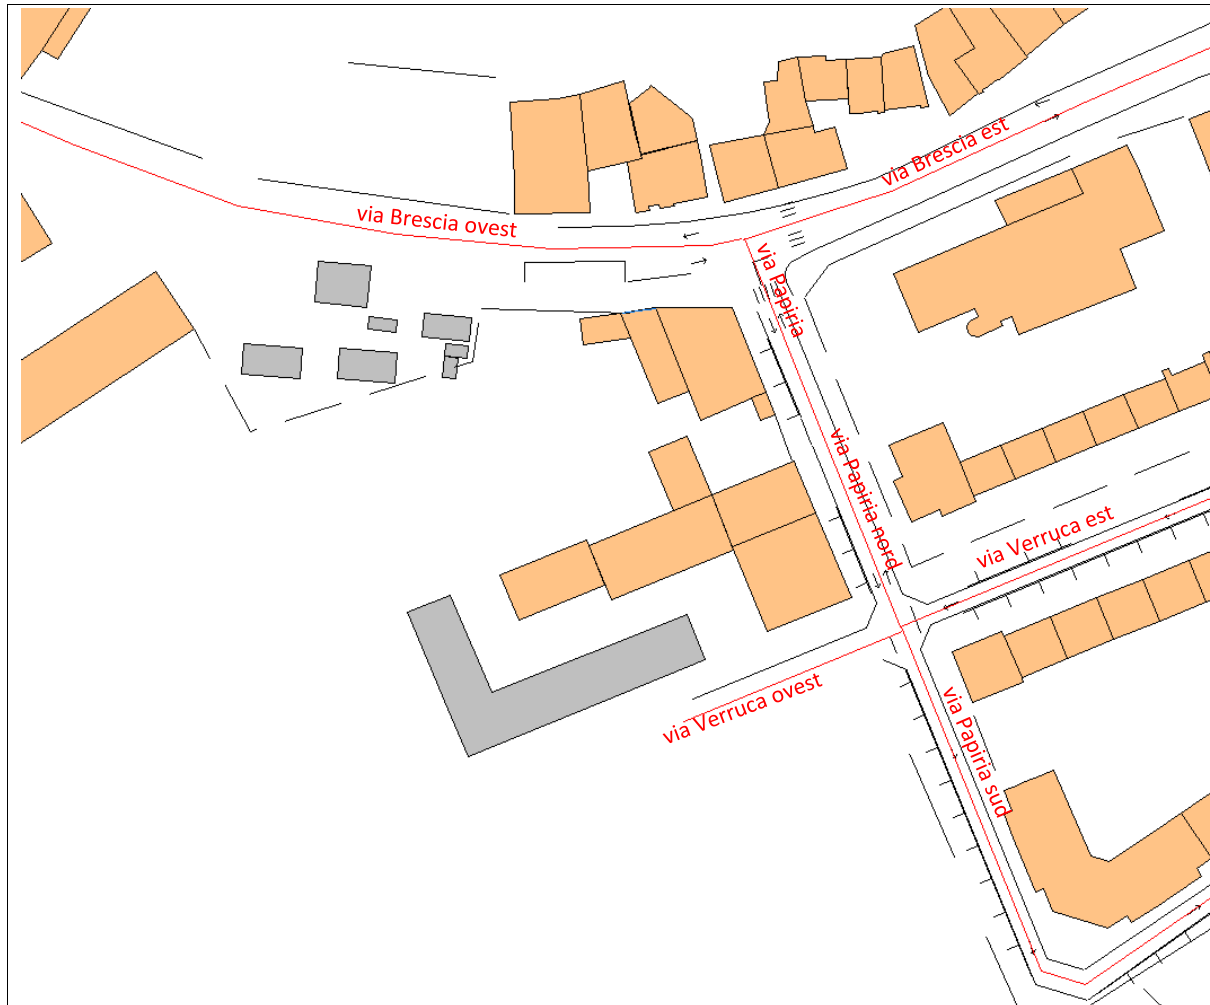 via Brescia est
via Brescia ovest
via Papiria
via Papiria nord
via Verruca est
via Verruca ovest
via Papiria sud